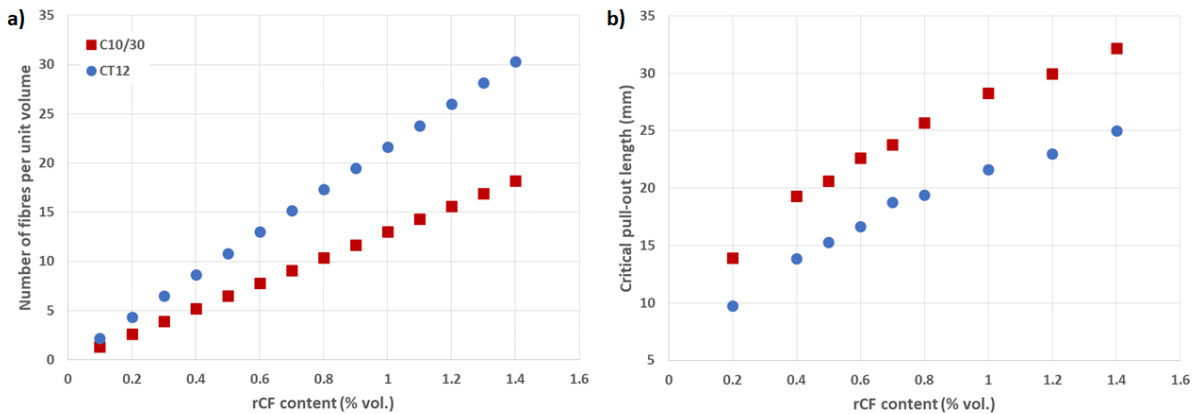 a)
35
30
25
20
15
10
5
0
Number of fibres per unit volume
C10/30
CT12
0 0.2 0.4 0.6 0.8 1 1.2 1.4 1.6
rCF content (% vol.)
b)
35
30
25
20
15
10
5
Critical pull-out length (mm)
0 0.2 0.4 0.6 0.8 1 1.2 1.4 1.6
rCF content (% vol.)